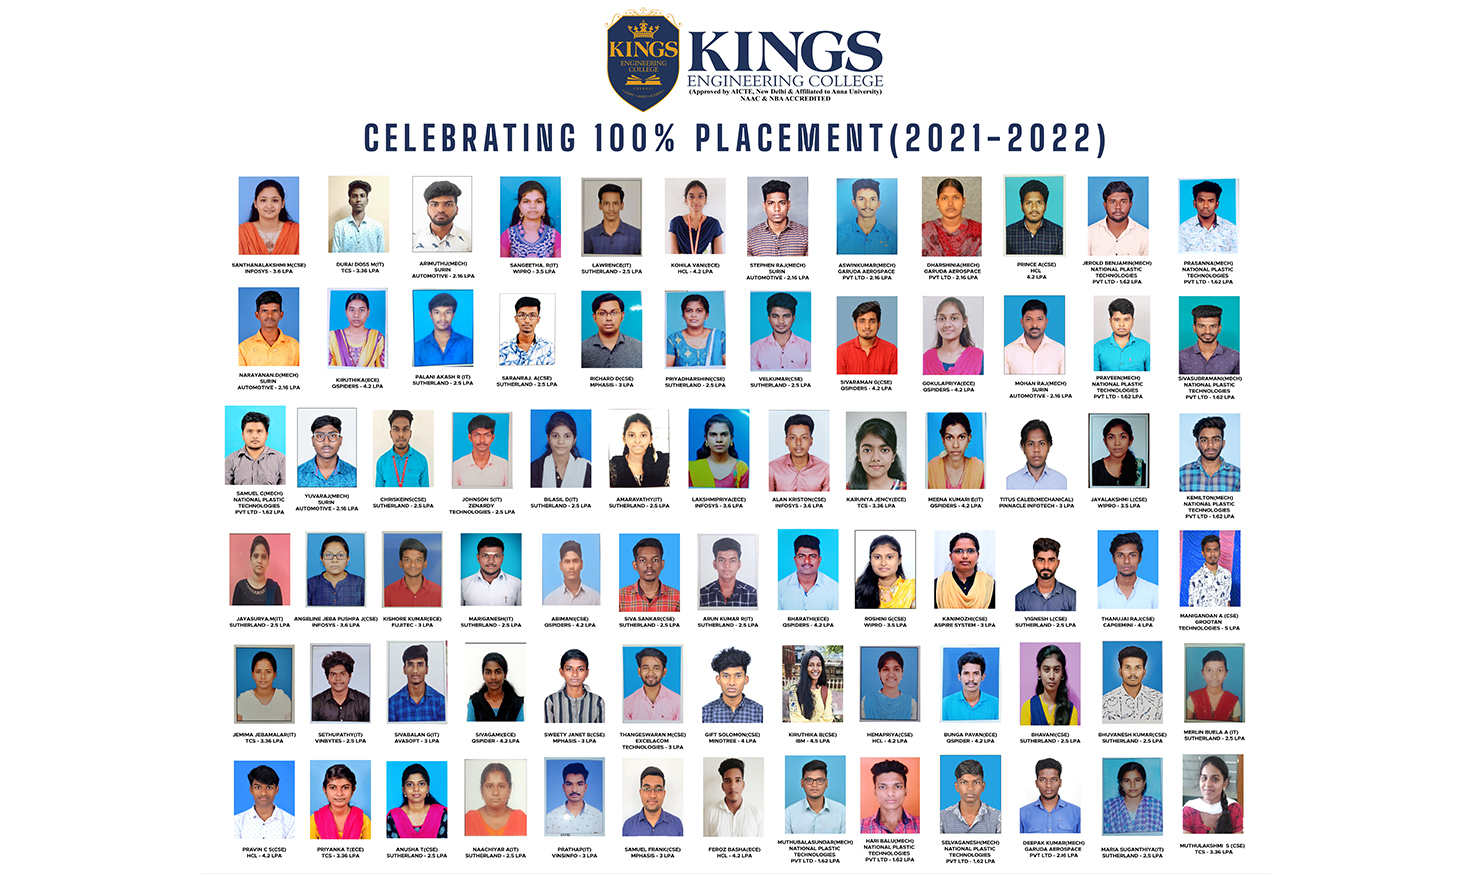 KINGS
ENGINEERING
COLLEGE
CHENNAI
KINGS
ENGINEERING COLLEGE
(Approved by AICTE, New Delhi & Affiliated to Anna University)
NAAC & NBA ACCREDITED
CELEBRATING 100% PLACEMENT(2021-2022)
SANTHANALAKSHMI M(CSE)
INFOSYS - 3.6 LPA
DURAI DOSS M(IT)
TCS - 3.36 LPA
ARIMUTHU(MECH)
SURIN
AUTOMOTIVE - 2.16 LPA
SANGEETHA. R(IT)
WIPRO - 3.5 LPA
LAWRENCE(IT)
SUTHERLAND - 2.5 LPA
KOHILA VANI(ECE)
HCL - 4.2 LPA
STEPHEN RAJ(MECH)
SURIN
AUTOMOTIVE - 2.16 LPA
ASWINKUMAR(MECH)
GARUDA AEROSPACE
PVT LTD - 2.16 LPA
DHARSHINI(MECH)
GARUDA AEROSPACE
PVT LTD - 2.16 LPA
PRINCE A(CSE)
HCL
4.2 LPA
JEROLD BENJAMIN(MECH)
NATIONAL PLASTIC
TECHNOLOGIES
PVT LTD - 1.62 LPA
PRASANNA(MECH)
NATIONAL PLASTIC
TECHNOLOGIES
PVT LTD - 1.62 LPA
NARAYANAN.D(MECH)
SURIN
AUTOMOTIVE - 2.16 LPA
KIRUTHIKA(ECE)
QSPIDERS - 4.2 LPA
PALANI AKASH R (IT)
SUTHERLAND - 2.5 LPA
SARANRAJ. A(CSE)
SUTHERLAND - 2.5 LPA
RICHARD D(CSE)
MPHASIS - 3 LPA
PRIYADHARSHINI(CSE)
SUTHERLAND - 2.5 LPA
VELKUMAR(CSE)
SUTHERLAND - 2.5 LPA
SIVARAMAN G(CSE)
QSPIDERS - 4.2 LPA
GOKULAPRIYA(ECE)
QSPIDERS - 4.2 LPA
MOHAN RAJ(MECH)
SURIN
AUTOMOTIVE - 2.16 LPA
PRAVEEN(MECH)
NATIONAL PLASTIC
TECHNOLOGIES
PVT LTD - 1.62 LPA
SIVASUBRAMANI(MECH)
NATIONAL PLASTIC
TECHNOLOGIES
PVT LTD - 1.62 LPA
SAMUEL G(MECH)
NATIONAL PLASTIC
TECHNOLOGIES
PVT LTD - 1.62 LPA
YUVARAJ(MECH)
SURIN
AUTOMOTIVE - 2.16 LPA
CHRISKEINS(CSE)
SUTHERLAND - 2.5 LPA
JOHNSON S(IT)
ZENARDY
TECHNOLOGIES - 2.5 LPA
BILASIL D(IT)
SUTHERLAND - 2.5 LPA
AMARAVATHY(IT)
SUTHERLAND - 2.5 LPA
LAKSHMIPRIYA(ECE)
INFOSYS - 3.6 LPA
ALAN KRISTON(CSE)
INFOSYS - 3.6 LPA
KARUNYA JENCY(ECE)
TCS - 3.36 LPA
MEENA KUMARI E(IT)
QSPIDERS - 4.2 LPA
TITUS CALEB(MECHANICAL)
PINNACLE INFOTECH - 3 LPA
JAYALAKSHMI L(CSE)
WIPRO - 3.5 LPA
KEMILTON(MECH)
NATIONAL PLASTIC
TECHNOLOGIES
PVT LTD - 1.62 LPA
JAYASURYA.M(IT)
SUTHERLAND - 2.5 LPA
ANGELINE JEBA PUSHPA J(CSE)
INFOSYS - 3.6 LPA
KISHORE KUMAR(ECE)
FUJITEC - 3 LPA
MARIGANESH(IT)
SUTHERLAND - 2.5 LPA
ABIMANI(CSE)
QSPIDERS - 4.2 LPA
SIVA SANKAR(CSE)
SUTHERLAND - 2.5 LPA
ARUN KUMAR R(IT)
SUTHERLAND - 2.5 LPA
BHARATHI(ECE)
QSPIDERS - 4.2 LPA
ROSHINI G(CSE)
WIPRO - 3.5 LPA
KANIMOZHI(CSE)
ASPIRE SYSTEM - 3 LPA
VIGNESH L(CSE)
SUTHERLAND - 2.5 LPA
THANUJAI RAJ(CSE)
CAPGEMINI - 4 LPA
MANIGANDAN A (CSE)
GROOTAN
TECHNOLOGIES - 5 LPA
JEMIMA JEBAMALAR(IT)
TCS - 3.36 LPA
SETHUPATHY(IT)
VINBYTES - 2.5 LPA
SIVABALAN G(IT)
AVASOFT - 3 LPA
SIVAGAMI(ECE)
QSPIDER - 4.2 LPA
SWEETY JANET B(CSE)
MPHASIS - 3 LPA
THANGESWARAN M(CSE)
EXCELACOM
TECHNOLOGIES - 3 LPA
GIFT SOLOMON(CSE)
MINDTREE - 4 LPA
KIRUTHIKA B(CSE)
IBM - 4.5 LPA
HEMAPRIYA(CSE)
HCL - 4.2 LPA
BUNGA PAVAN(ECE)
QSPIDER - 4.2 LPA
BHAVANI(CSE)
SUTHERLAND - 2.5 LPA
BHUVANESH KUMAR(CSE)
SUTHERLAND - 2.5 LPA
MERLIN BUELA A (IT)
SUTHERLAND - 2.5 LPA
PRAVIN C S(CSE)
HCL - 4.2 LPA
PRIYANKA T(ECE)
TCS - 3.36 LPA
ANUSHA T(CSE)
SUTHERLAND - 2.5 LPA
NAACHIYAR A(IT)
SUTHERLAND - 2.5 LPA
PRATHAP(IT)
VINSINFO - 3 LPA
SAMUEL FRANK(CSE)
MPHASIS - 3 LPA
FEROZ BASHA(ECE)
HCL - 4.2 LPA
MUTHUBALASUNDAR(MECH)
NATIONAL PLASTIC
TECHNOLOGIES
PVT LTD - 1.62 LPA
HARI BALU(MECH)
NATIONAL PLASTIC
TECHNOLOGIES
PVT LTD - 1.62 LPA
SELVAGANESH(MECH)
NATIONAL PLASTIC
TECHNOLOGIES
PVT LTD - 1.62 LPA
DEEPAK KUMAR(MECH)
GARUDA AEROSPACE
PVT LTD - 2.16 LPA
MARIA SUGANTHIYA(IT)
SUTHERLAND - 2.5 LPA
MUTHULAKSHMI S (CSE)
TCS - 3.36 LPA